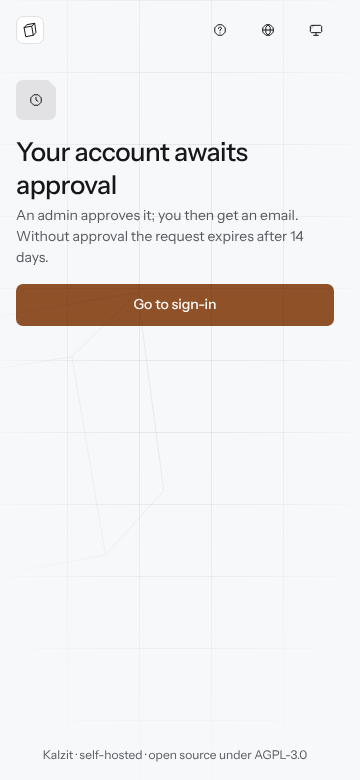 Your account awaits
approval
An admin approves it; you then get an email.
Without approval the request expires after 14
days.
Go to sign-in
Kalzit · self-hosted · open source under AGPL-3.0